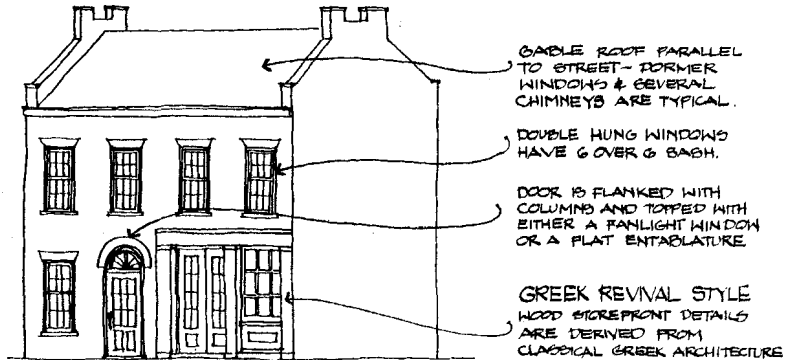 GABLE ROOF PARALLEL
TO STREET - DORMER
WINDOWS & SEVERAL
CHIMNEYS ARE TYPICAL.
DOUBLE HUNG WINDOWS
HAVE 6 OVER 6 SASH.
DOOR IS FLANKED WITH
COLUMNS AND TOPPED WITH
EITHER A FANLIGHT WINDOW
OR A FLAT ENTABLATURE
GREEK REVIVAL STYLE
WOOD STOREFRONT DETAILS
ARE DERIVED FROM
CLASSICAL GREEK ARCHITECTURE